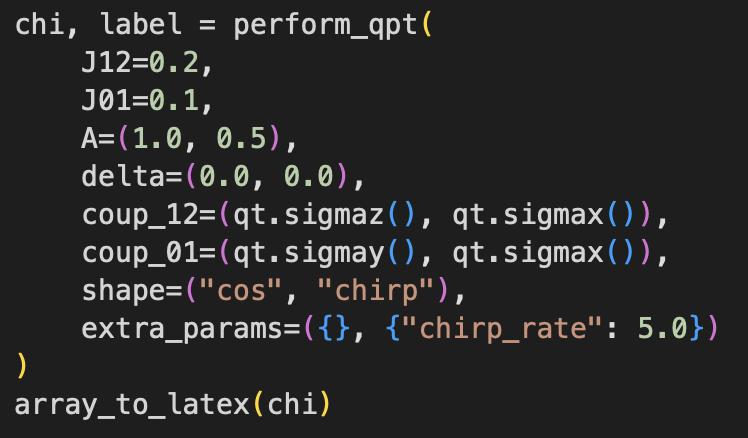 chi, label = perform_qpt(
    J12=0.2,
    J01=0.1,
    A=(1.0, 0.5),
    delta=(0.0, 0.0),
    coup_12=(qt.sigmaz(), qt.sigmax()),
    coup_01=(qt.sigmay(), qt.sigmax()),
    shape=("cos", "chirp"),
    extra_params=({}, {"chirp_rate": 5.0})
)
array_to_latex(chi)